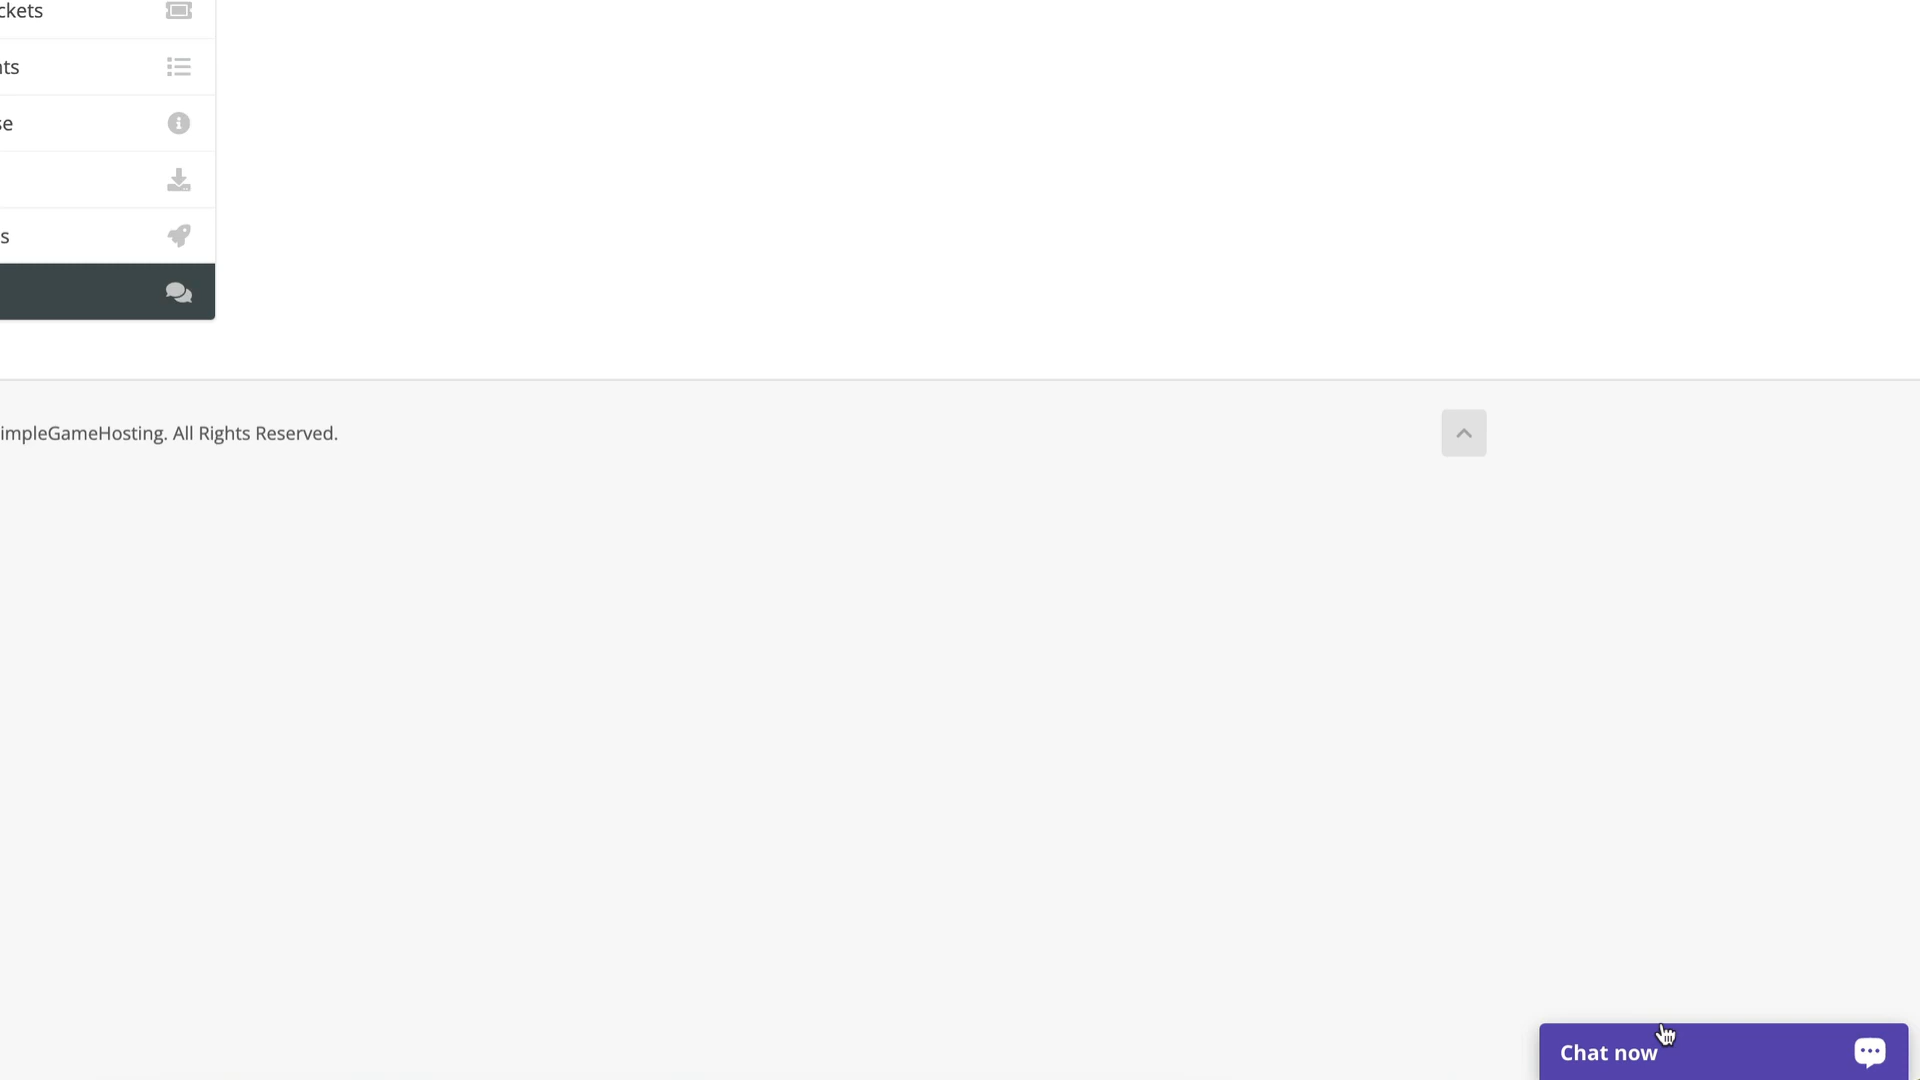 ckets
nts
se
s
impleGameHosting. All Rights Reserved.
Chat now